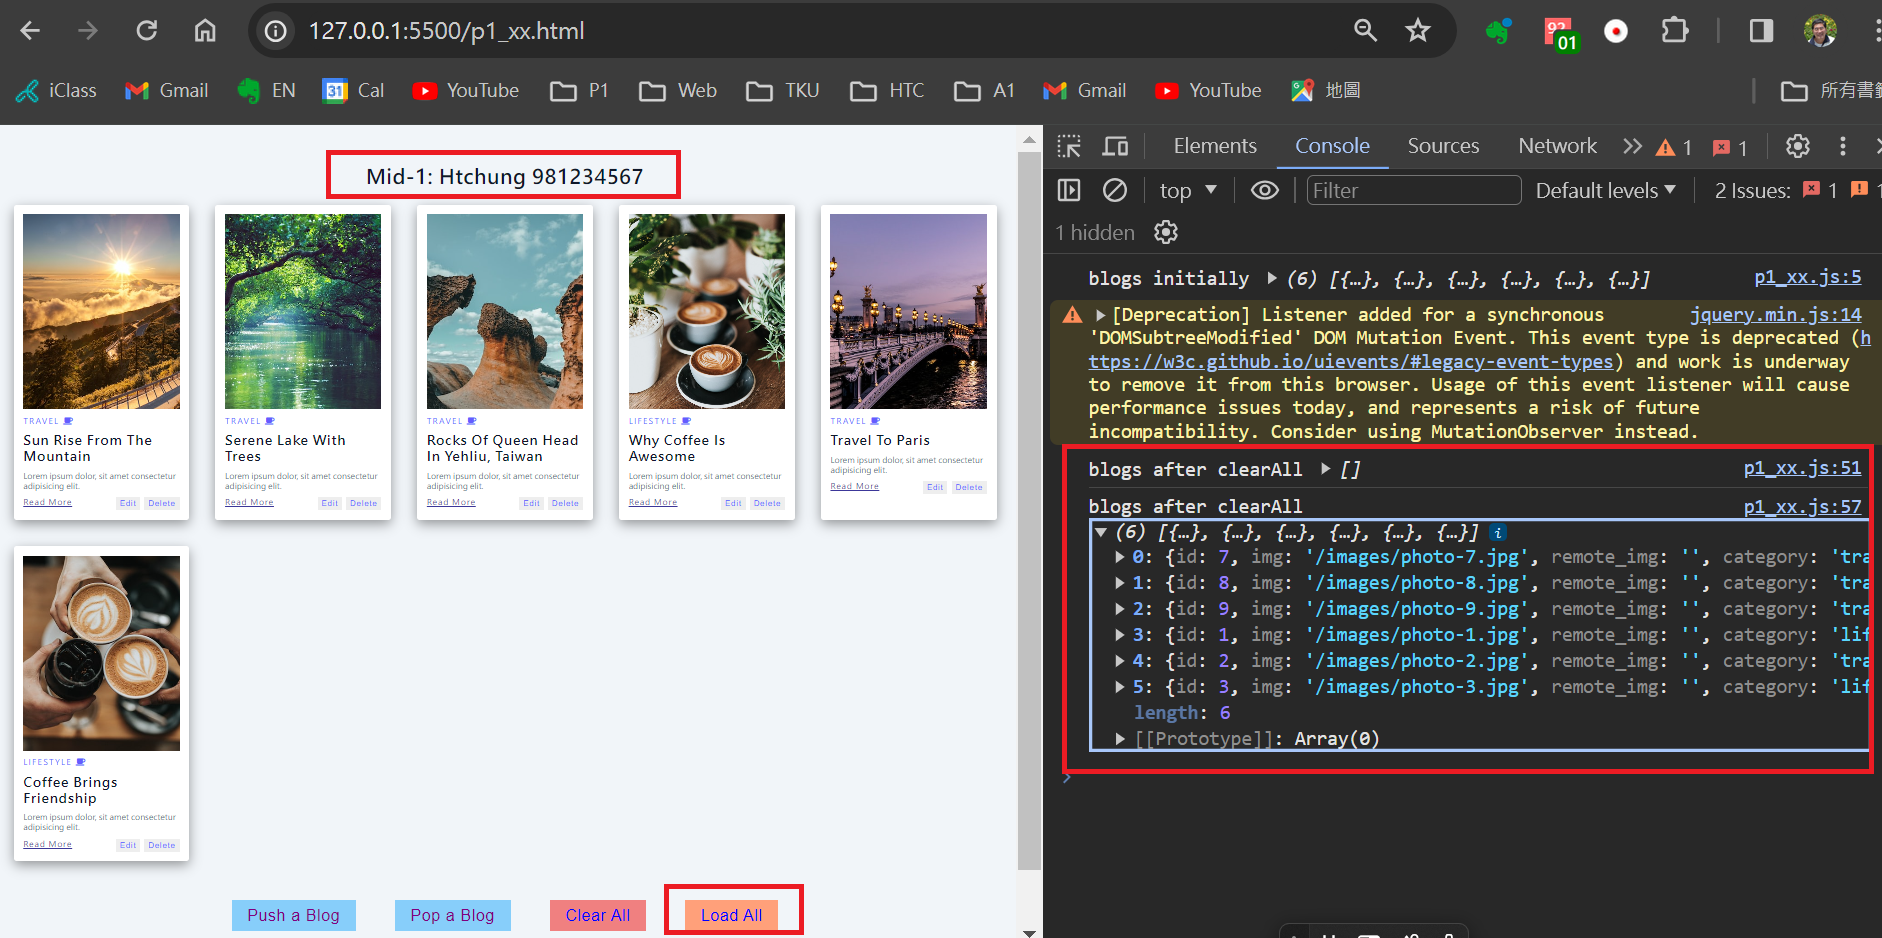 127.0.0.1:5500/p1_xx.html
92
01
iClass
Gmail
EN
31
Cal
YouTube
P1
Web
TKU
HTC
A1
Gmail
YouTube
地圖
所有書籤
Mid-1: Htchung 981234567
TRAVEL
Sun Rise From The
Mountain
Lorem ipsum dolor, sit amet consectetur
adipisicing elit.
Read More
Edit
Delete
TRAVEL
Serene Lake With
Trees
Lorem ipsum dolor, sit amet consectetur
adipisicing elit.
Read More
Edit
Delete
TRAVEL
Rocks Of Queen Head
In Yehliu, Taiwan
Lorem ipsum dolor, sit amet consectetur
adipisicing elit.
Read More
Edit
Delete
LIFESTYLE
Why Coffee Is
Awesome
Lorem ipsum dolor, sit amet consectetur
adipisicing elit.
Read More
Edit
Delete
TRAVEL
Travel To Paris
Lorem ipsum dolor, sit amet consectetur
adipisicing elit.
Read More
Edit
Delete
LIFESTYLE
Coffee Brings
Friendship
Lorem ipsum dolor, sit amet consectetur
adipisicing elit.
Read More
Edit
Delete
Push a Blog
Pop a Blog
Clear All
Load All
Elements
Console
Sources
Network
1
1
top
Filter
Default levels
2 Issues:
1
1
1 hidden
blogs initially (6) [{…}, {…}, {…}, {…}, {…}, {…}] p1_xx.js:5
[Deprecation] Listener added for a synchronous jquery.min.js:14
'DOMSubtreeModified' DOM Mutation Event. This event type is deprecated (h
ttps://w3c.github.io/uievents/#legacy-event-types) and work is underway
to remove it from this browser. Usage of this event listener will cause
performance issues today, and represents a risk of future
incompatibility. Consider using MutationObserver instead.
blogs after clearAll [] p1_xx.js:51
blogs after clearAll p1_xx.js:57
(6) [{…}, {…}, {…}, {…}, {…}, {…}] i
0: {id: 7, img: '/images/photo-7.jpg', remote_img: '', category: 'tra
1: {id: 8, img: '/images/photo-8.jpg', remote_img: '', category: 'tra
2: {id: 9, img: '/images/photo-9.jpg', remote_img: '', category: 'tra
3: {id: 1, img: '/images/photo-1.jpg', remote_img: '', category: 'lif
4: {id: 2, img: '/images/photo-2.jpg', remote_img: '', category: 'tra
5: {id: 3, img: '/images/photo-3.jpg', remote_img: '', category: 'lif
length: 6
[[Prototype]]: Array(0)